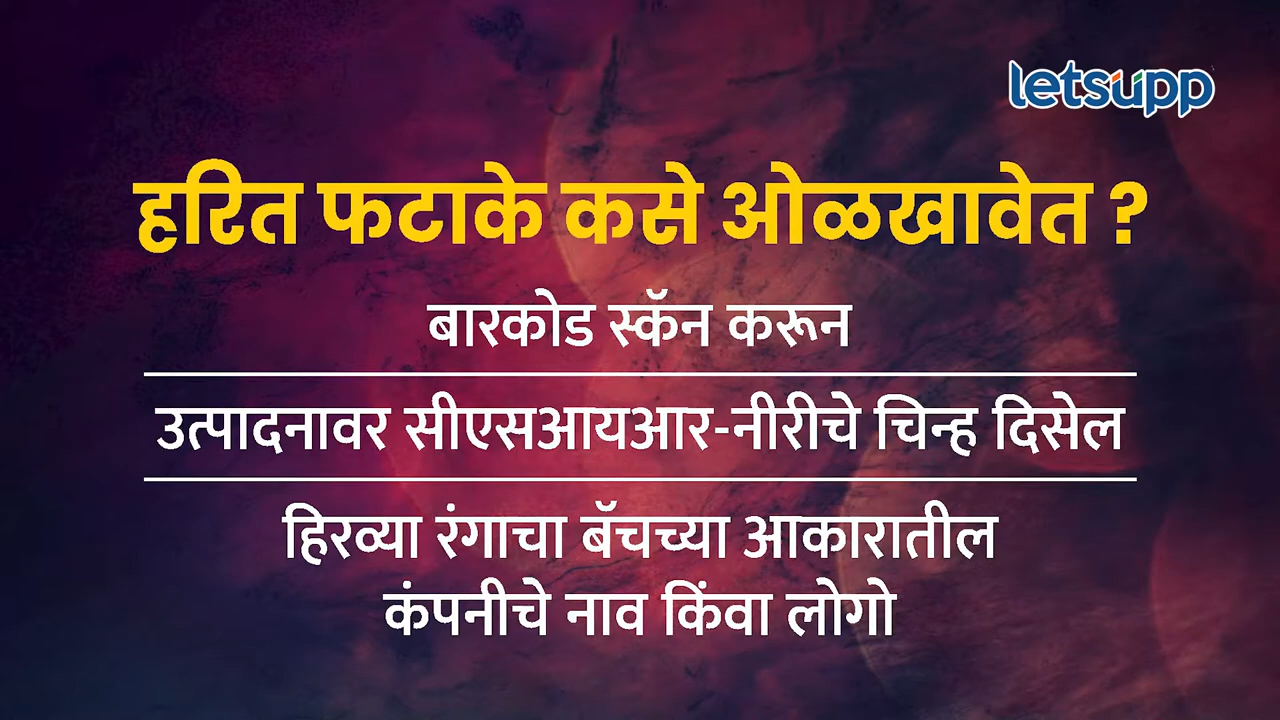 letsupp
हरित फटाके कसे ओळखावेत ?
बारकोड स्कॅन करून
उत्पादनावर सीएसआयआर-नीरीचे चिन्ह दिसेल
हिरव्या रंगाचा बॅचच्या आकारातील
कंपनीचे नाव किंवा लोगो